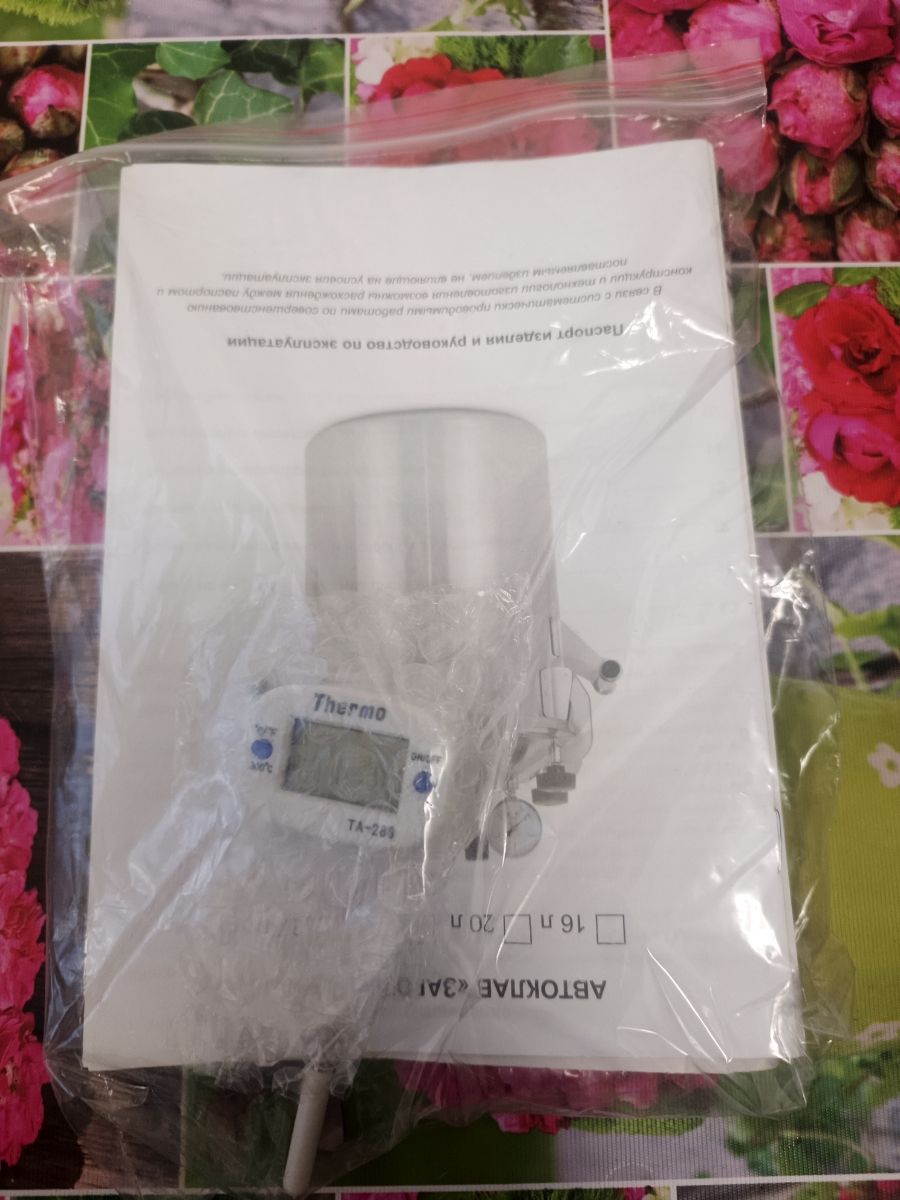 АВТОКЛАВ
16 л 20 л
Паспорт изделия и руководство по эксплуатации
В связи с систематически проводимыми работами по совершенствованию
конструкции и технологии изготовления возможны расхождения между паспортом и
поставляемым изделием, не влияющие на условия эксплуатации.
Thermo
TA-288